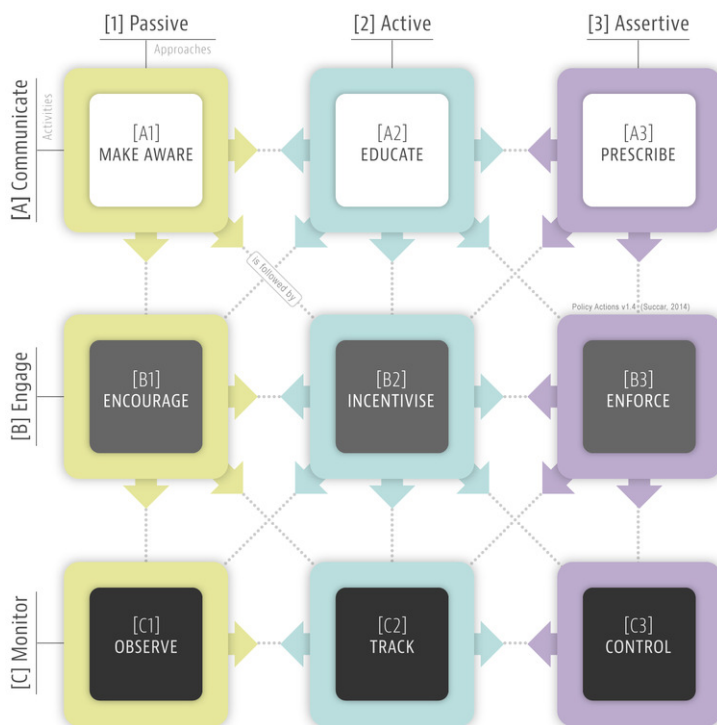 [1] Passive
[2] Active
[3] Assertive
Approaches
[A] Communicate
Activities
[A1]
MAKE AWARE
[A2]
EDUCATE
[A3]
PRESCRIBE
is followed by
Policy Actions v1.4 (Succar, 2014)
[B] Engage
[B1]
ENCOURAGE
[B2]
INCENTIVISE
[B3]
ENFORCE
[C] Monitor
[C1]
OBSERVE
[C2]
TRACK
[C3]
CONTROL